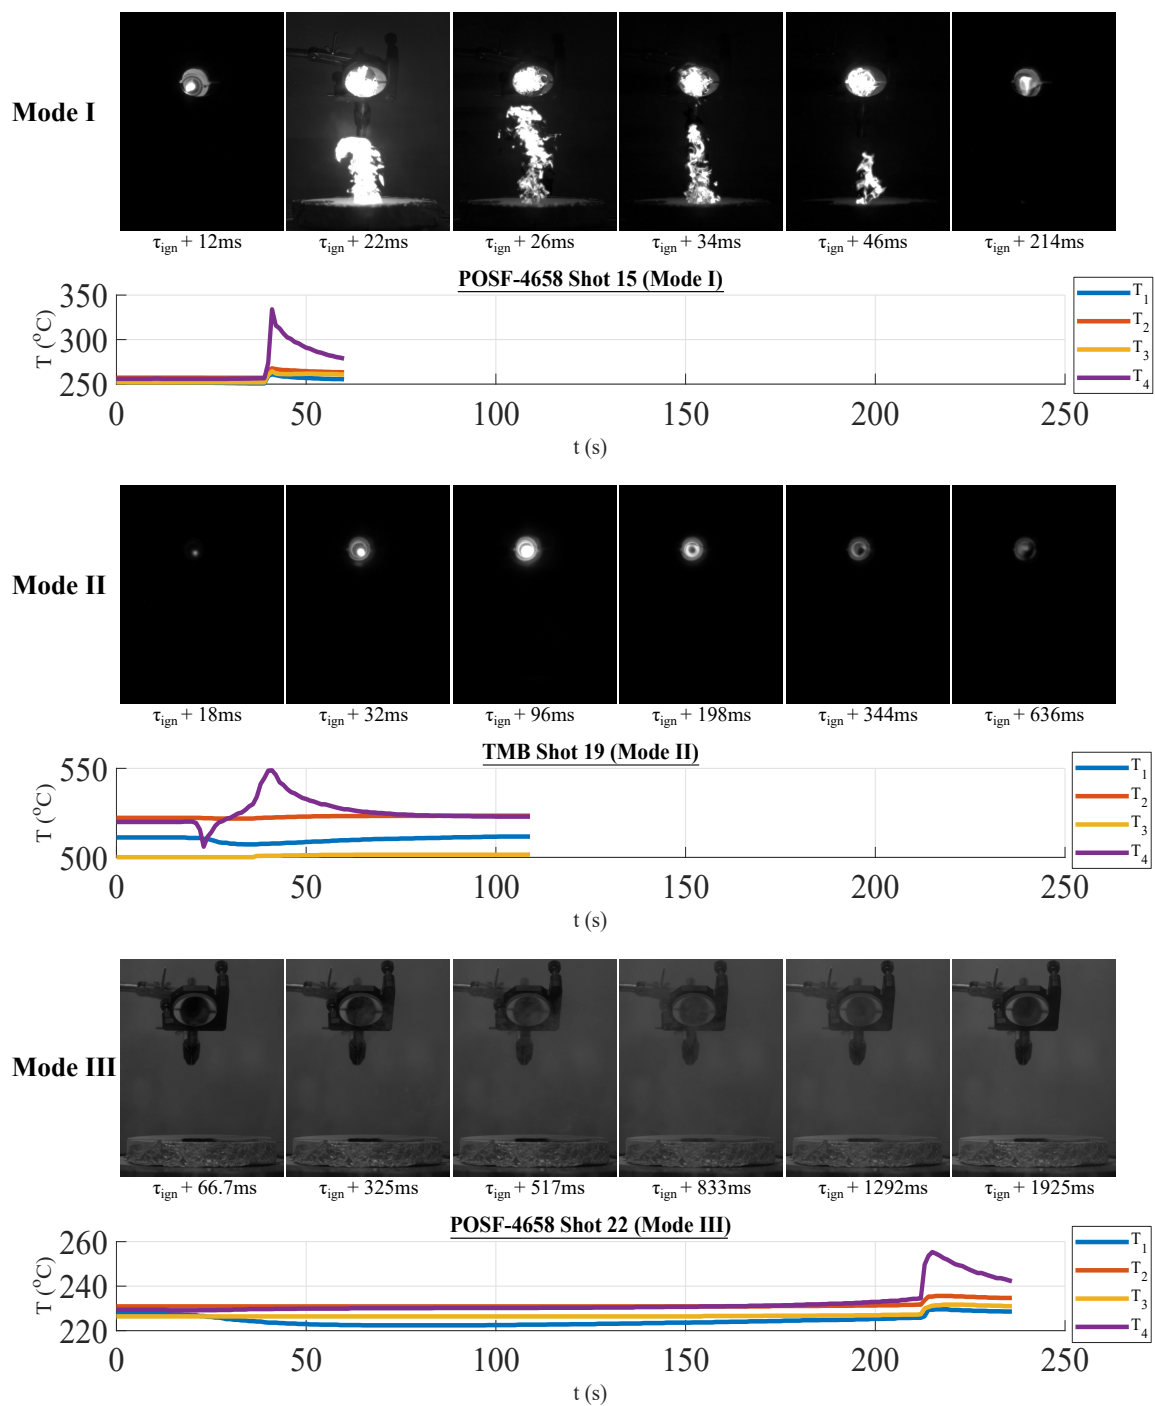 Mode I
τign + 12ms τign + 22ms τign + 26ms τign + 34ms τign + 46ms τign + 214ms
POSF-4658 Shot 15 (Mode I)
350
300
250
T (°C)
0 50 100 150 200 250
t (s)
T1
T2
T3
T4
Mode II
τign + 18ms τign + 32ms τign + 96ms τign + 198ms τign + 344ms τign + 636ms
TMB Shot 19 (Mode II)
550
500
T (°C)
0 50 100 150 200 250
t (s)
T1
T2
T3
T4
Mode III
τign + 66.7ms τign + 325ms τign + 517ms τign + 833ms τign + 1292ms τign + 1925ms
POSF-4658 Shot 22 (Mode III)
260
240
220
T (°C)
0 50 100 150 200 250
t (s)
T1
T2
T3
T4